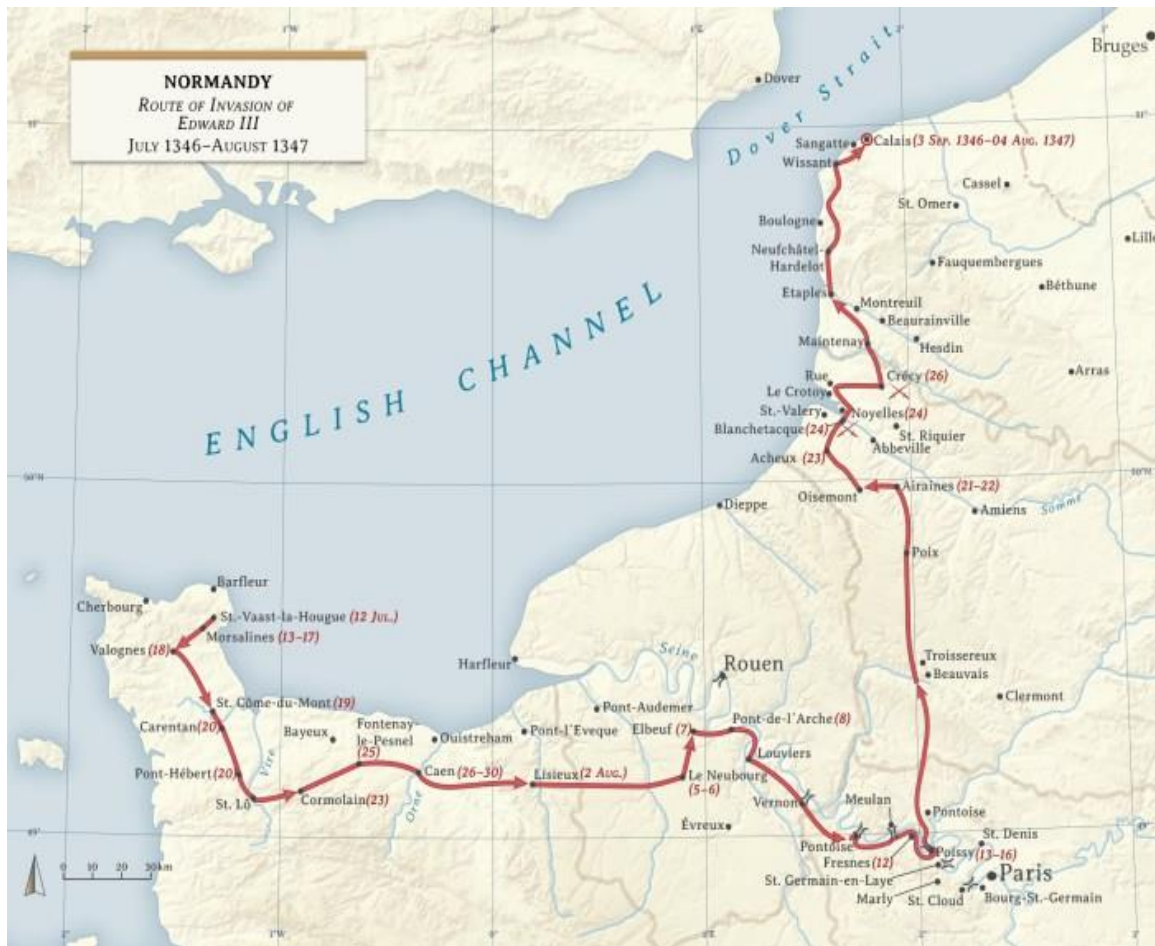 NORMANDY
ROUTE OF INVASION OF
EDWARD III
JULY 1346–AUGUST 1347
Bruges
Dover
Dover Strait
Sangatte
Calais (3 SEP. 1346–04 AUG. 1347)
Wissant
Cassel
St. Omer
Boulogne
Lille
Neufchâtel-
Hardelot
Fauquembergues
Béthune
Etaples
Montreuil
Beaurainville
Maintenay
Hesdin
ENGLISH CHANNEL
Rue
Crécy (26)
Arras
Le Crotoy
St.-Valery
Noyelles (24)
Blanchetacque (24)
St. Riquier
Abbeville
Acheux (23)
Oisemont
Airaines (21–22)
Dieppe
Amiens
Somme
Poix
Barfleur
Cherbourg
St.-Vaast-la-Hougue (12 JUL.)
Morsalines (13–17)
Valognes (18)
Harfleur
Seine
Rouen
Troissereux
Beauvais
Clermont
St. Côme-du-Mont (19)
Carentan (20)
Bayeux
Fontenay-
le-Pesnel
(25)
Ouistreham
Pont-l'Eveque
Pont-Audemer
Elbeuf (7)
Pont-de-l'Arche (8)
Louviers
Vire
Pont-Hébert (20)
Caen (26–30)
Lisieux (2 AUG.)
Le Neubourg
(5–6)
St. Lô
Cormolain (23)
Orne
Vernon
Meulan
Pontoise
Évreux
St. Denis
Pontoise
Fresnes (12)
Poissy (13–16)
St. Germain-en-Laye
Paris
Marly
St. Cloud
Bourg-St.-Germain
0 10 20 30km